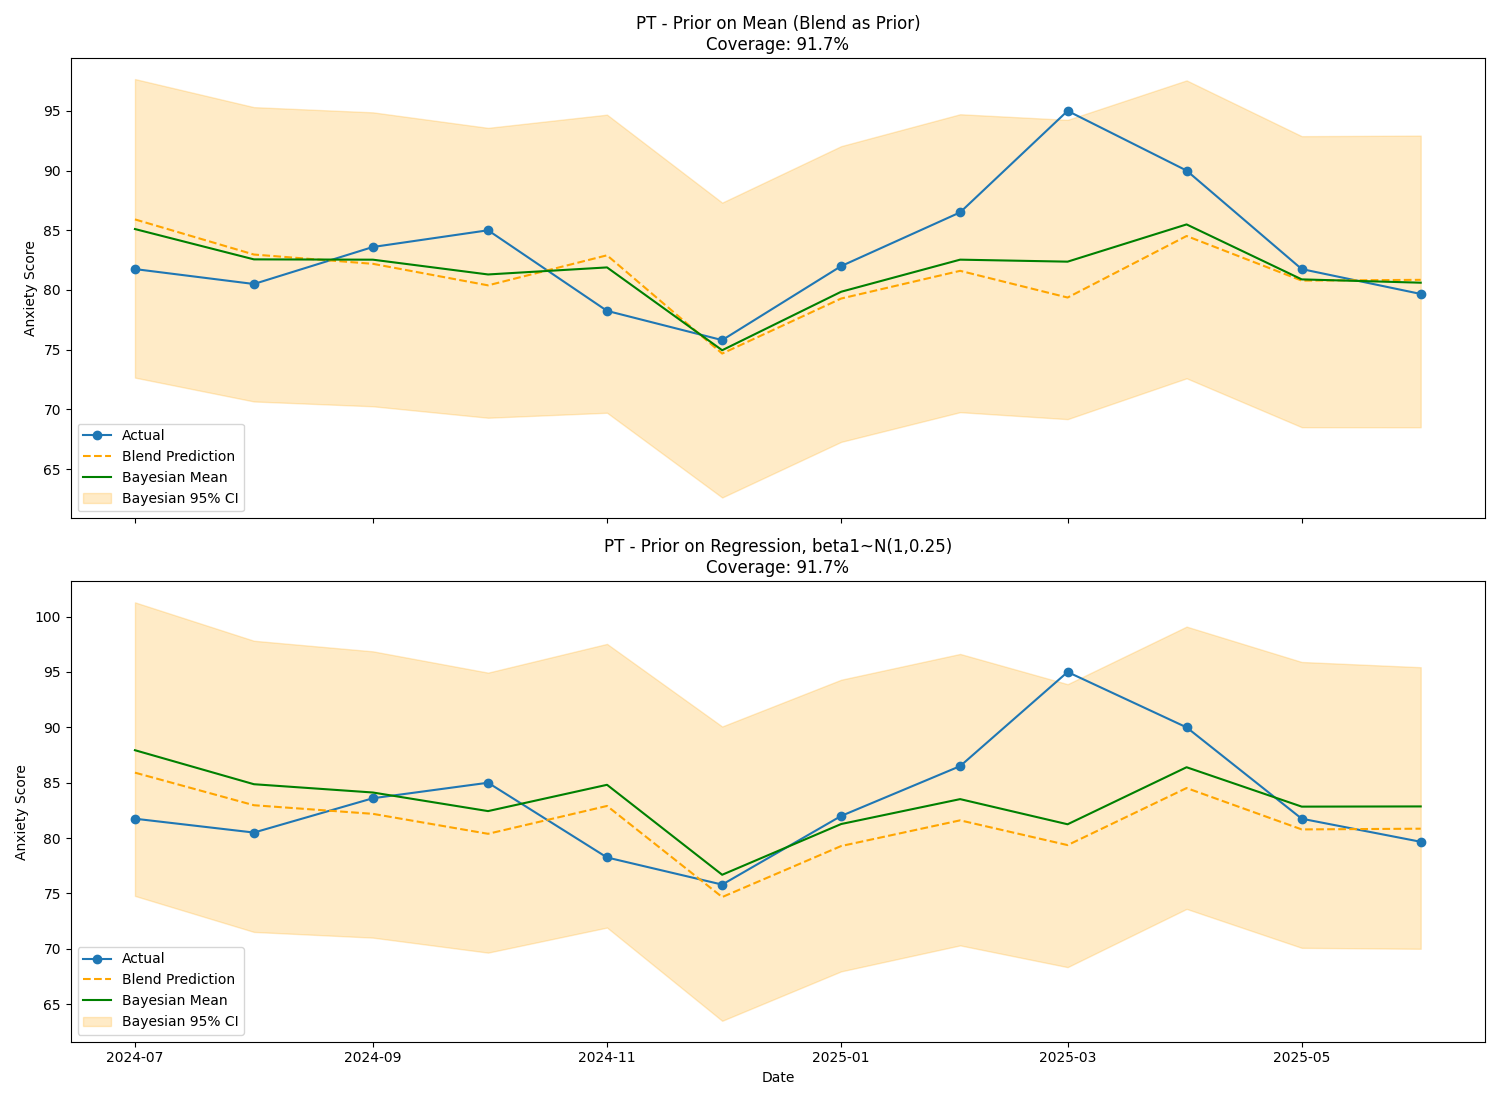 PT - Prior on Mean (Blend as Prior)
Coverage: 91.7%
95
90
85
80
75
70
65
Anxiety Score
Actual
Blend Prediction
Bayesian Mean
Bayesian 95% CI
PT - Prior on Regression, beta1~N(1,0.25)
Coverage: 91.7%
100
95
90
85
80
75
70
65
Anxiety Score
Actual
Blend Prediction
Bayesian Mean
Bayesian 95% CI
2024-07 2024-09 2024-11 2025-01 2025-03 2025-05
Date